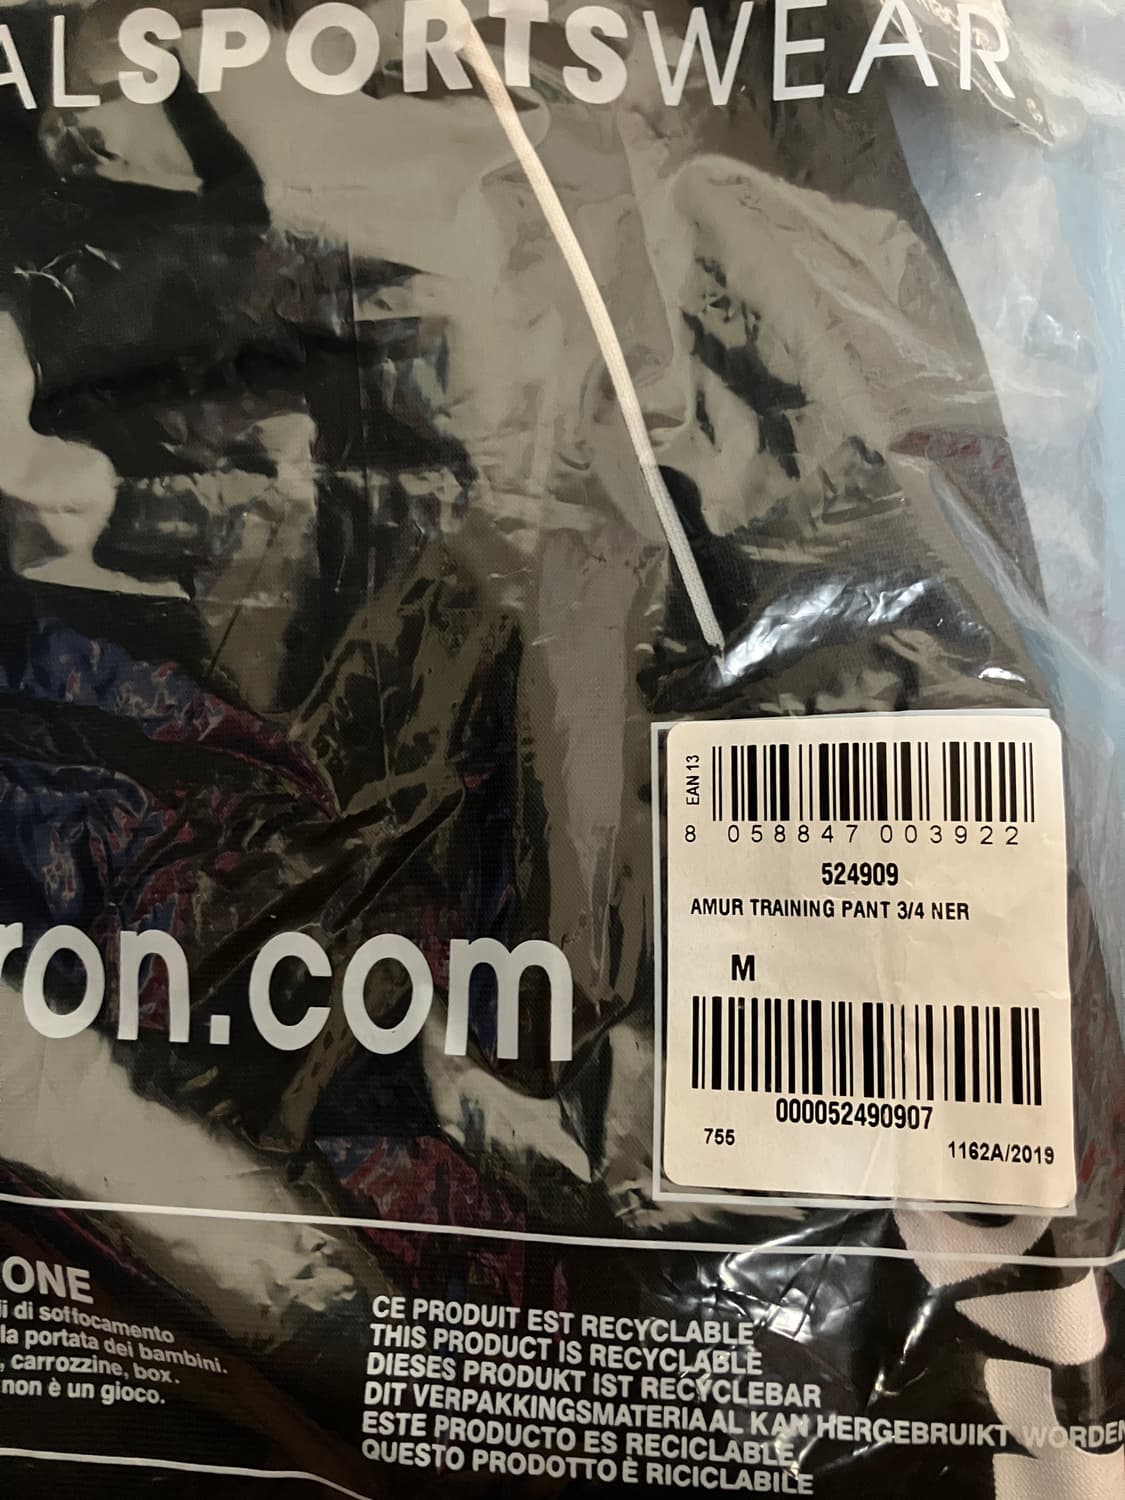 ALSPORTSWEAR
EAN 13
8 058847 003922
524909
AMUR TRAINING PANT 3/4 NER
M
000052490907
755
1162A/2019
ron.com
ONE
di soffocamento
la portata dei bambini.
, carrozzine, box.
non è un gioco.
CE PRODUIT EST RECYCLABLE
THIS PRODUCT IS RECYCLABLE
DIESES PRODUKT IST RECYCLEBAR
DIT VERPAKKINGSMATERIAAL KAN HERGEBRUIKT WORDEN
ESTE PRODUCTO ES RECICLABLE
QUESTO PRODOTTO È RICICLABILE